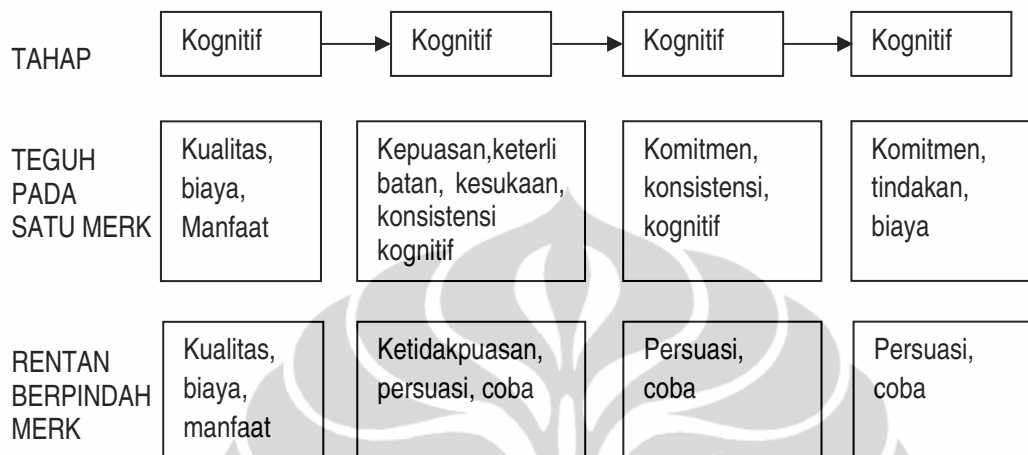 TAHAP
Kognitif
Kognitif
Kognitif
Kognitif
TEGUH
PADA
SATU MERK
Kualitas,
biaya,
Manfaat
Kepuasan,keterli
batan, kesukaan,
konsistensi
kognitif
Komitmen,
konsistensi,
kognitif
Komitmen,
tindakan,
biaya
RENTAN
BERPINDAH
MERK
Kualitas,
biaya,
manfaat
Ketidakpuasan,
persuasi, coba
Persuasi,
coba
Persuasi,
coba